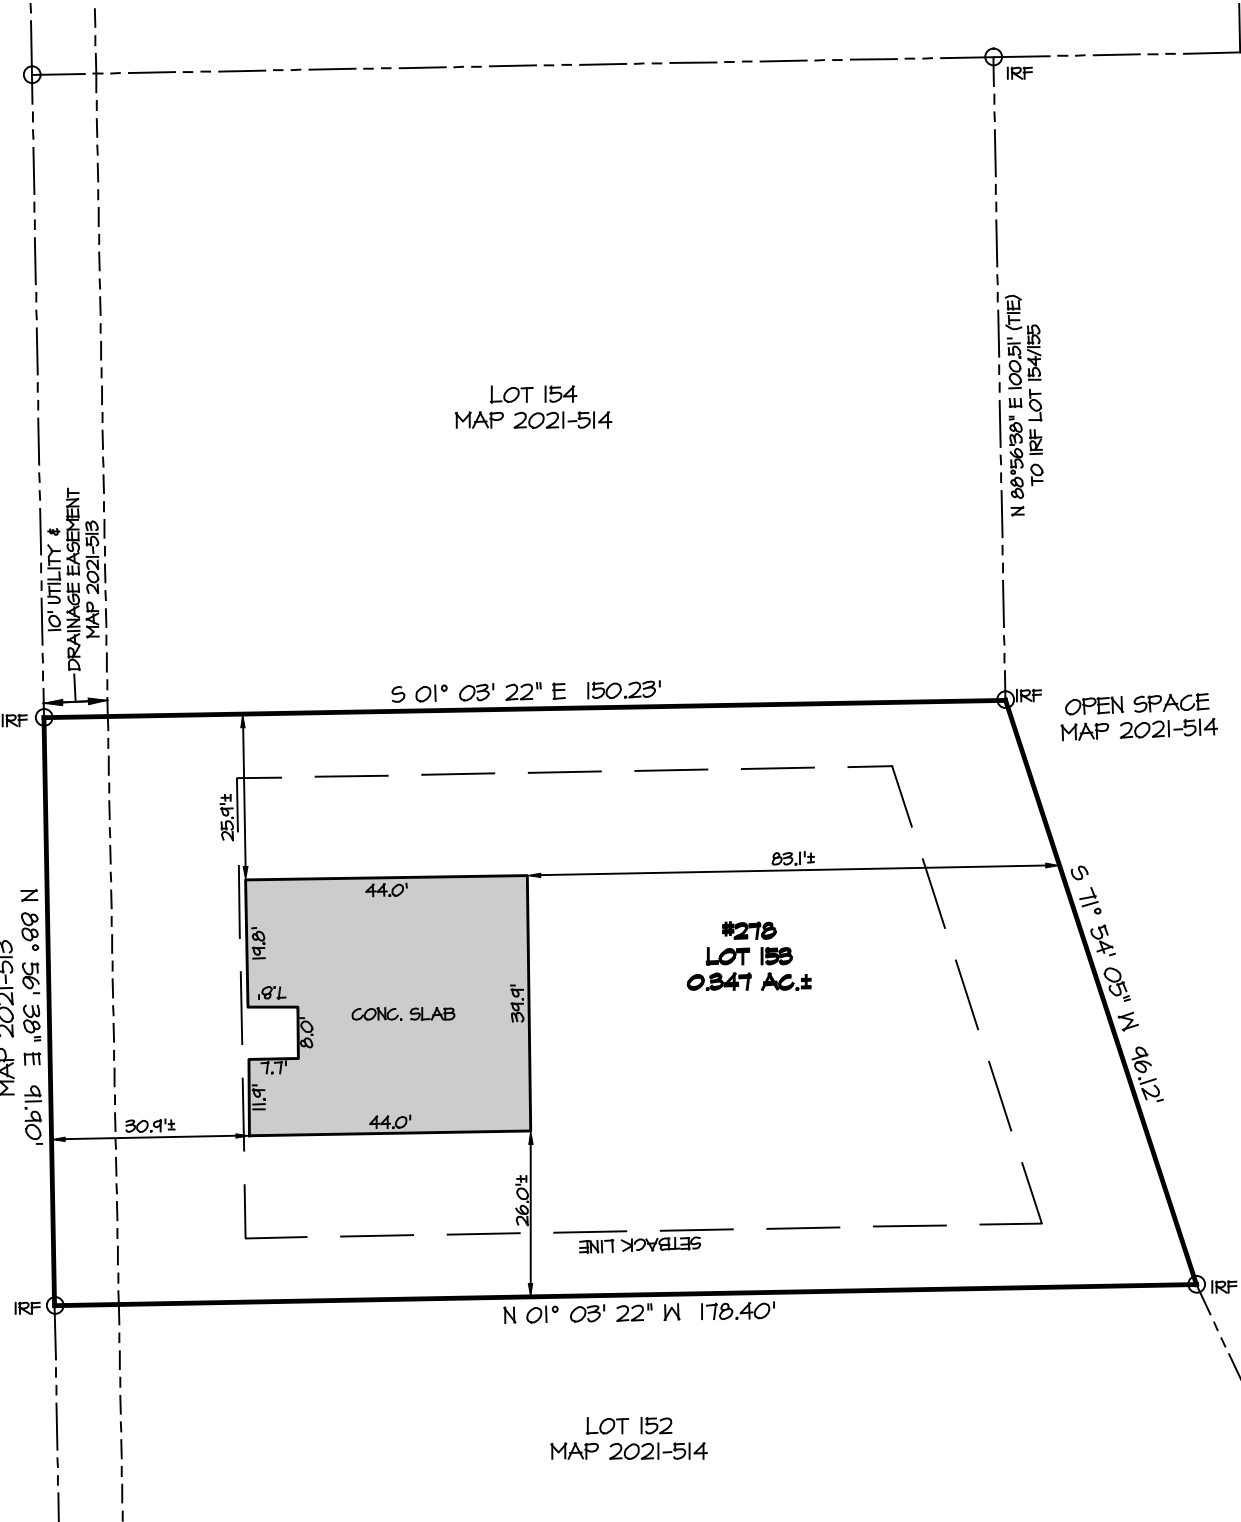 IRF
N 88°56'38" E 100.51' (TIE)
TO IRF LOT 154/155
LOT 154
MAP 2021-514
10' UTILITY &
DRAINAGE EASEMENT
MAP 2021-513
S 01° 03' 22" E 150.23'
IRF
IRF
OPEN SPACE
MAP 2021-514
25.9'±
83.1'±
44.0'
#278
LOT 153
0.347 AC.±
19.8'
7.8'
CONC. SLAB
39.9'
8.0'
7.7'
11.9'
44.0'
S 71° 54' 05" W 96.12'
MAP 2021-513
N 88° 56' 38" E 91.90'
30.9'±
26.0'±
SETBACK LINE
IRF
IRF
N 01° 03' 22" W 178.40'
LOT 152
MAP 2021-514